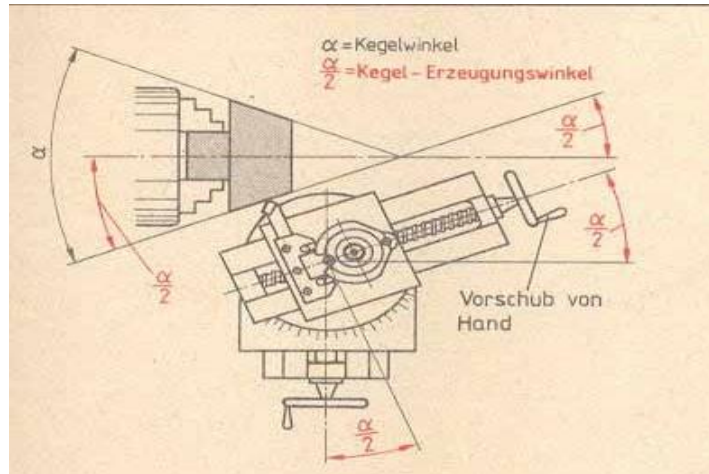 α = Kegelwinkel
α/2 = Kegel-Erzeugungswinkel
α/2
α
α/2
α/2
Vorschub von
Hand
α/2